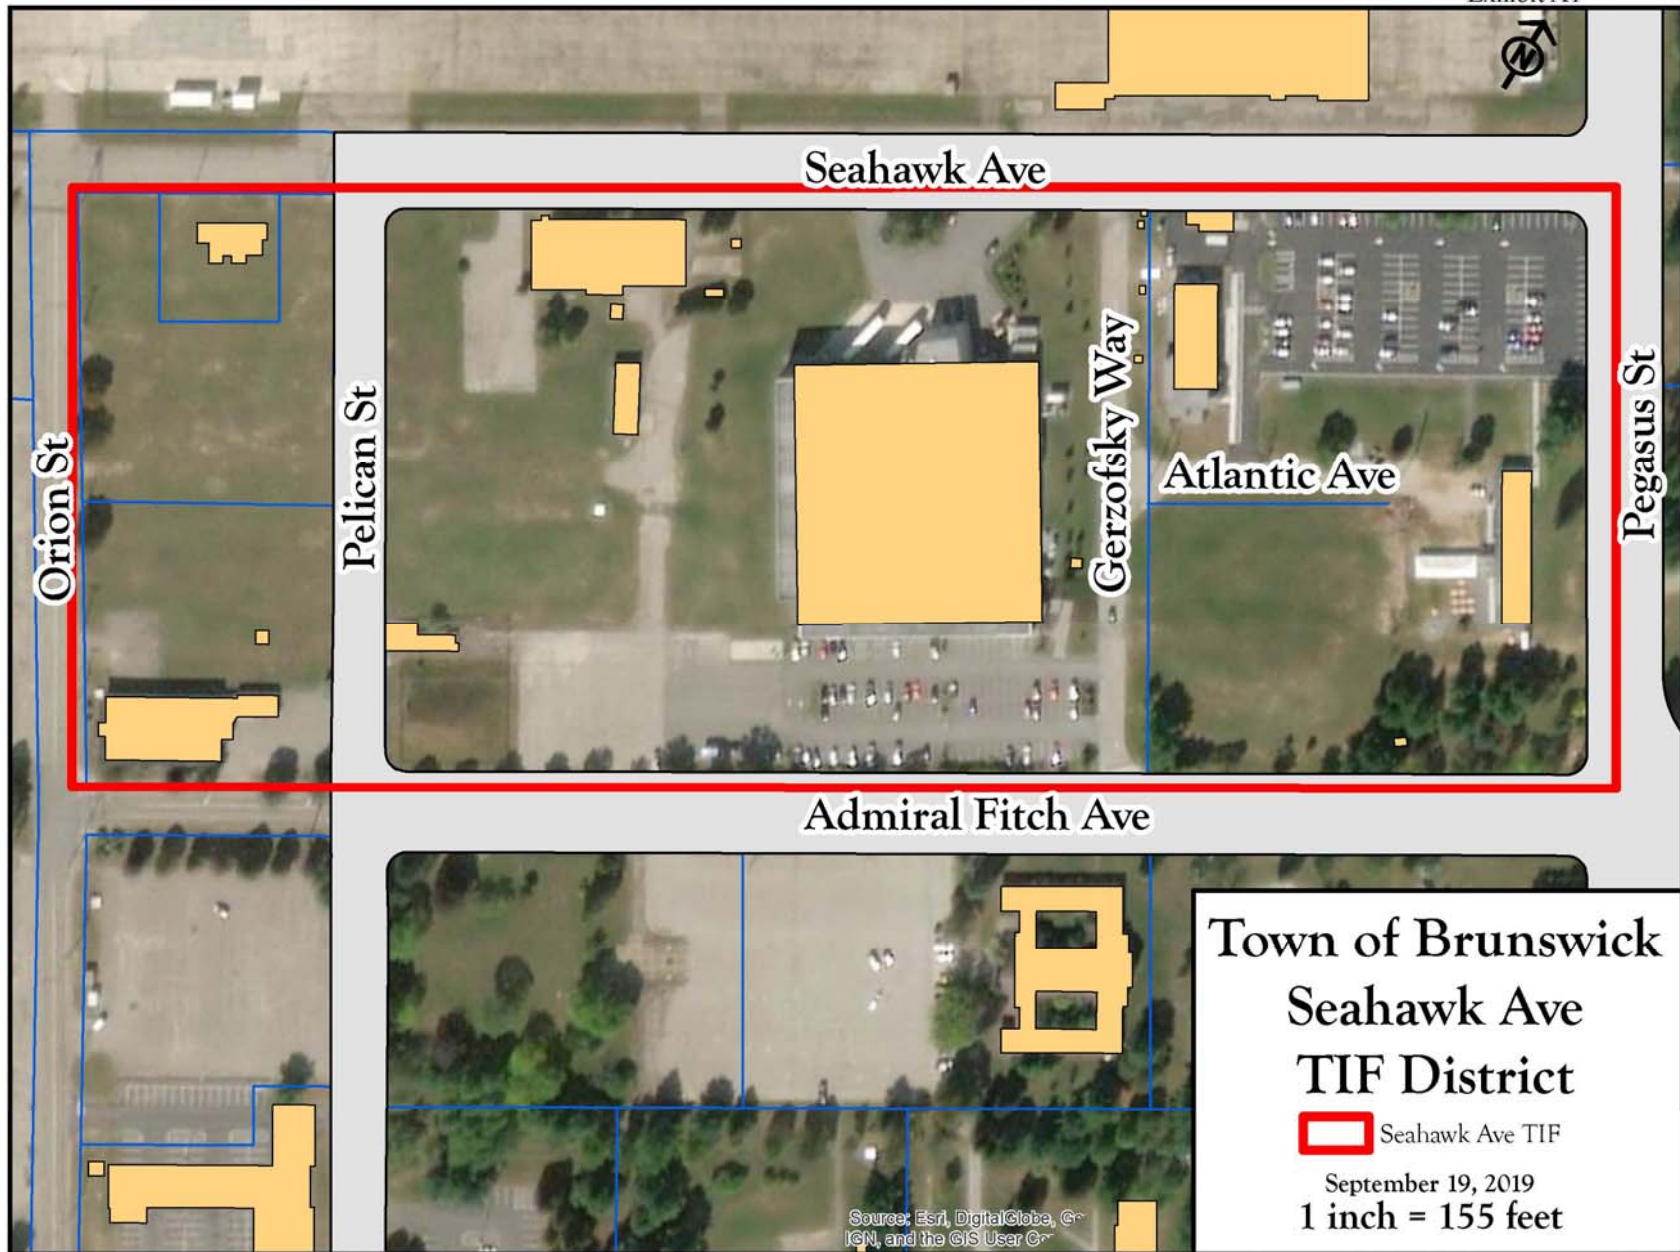 N
Seahawk Ave
Orion St
Pelican St
Gerzofsky Way
Atlantic Ave
Pegasus St
Admiral Fitch Ave
Town of Brunswick
Seahawk Ave
TIF District
Seahawk Ave TIF
September 19, 2019
1 inch = 155 feet
Source: Esri, DigitalGlobe,
IGN, and the GIS User